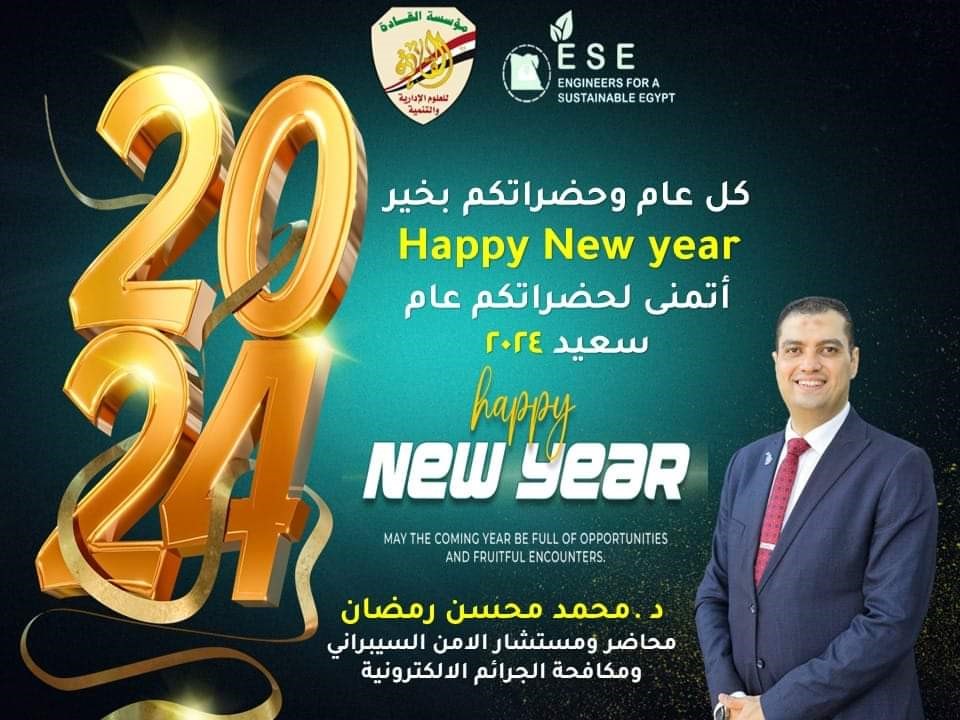 مؤسسة القادة
للعلوم الإدارية
والتنمية
ESE
ENGINEERS FOR A
SUSTAINABLE EGYPT
2024
كل عام وحضراتكم بخير
Happy New year
أتمنى لحضراتكم عام
سعيد ٢٠٢٤
happy
NEW YEAR
MAY THE COMING YEAR BE FULL OF OPPORTUNITIES
AND FRUITFUL ENCOUNTERS.
د.محمد محسن رمضان
محاضر ومستشار الامن السيبراني
ومكافحة الجرائم الالكترونية